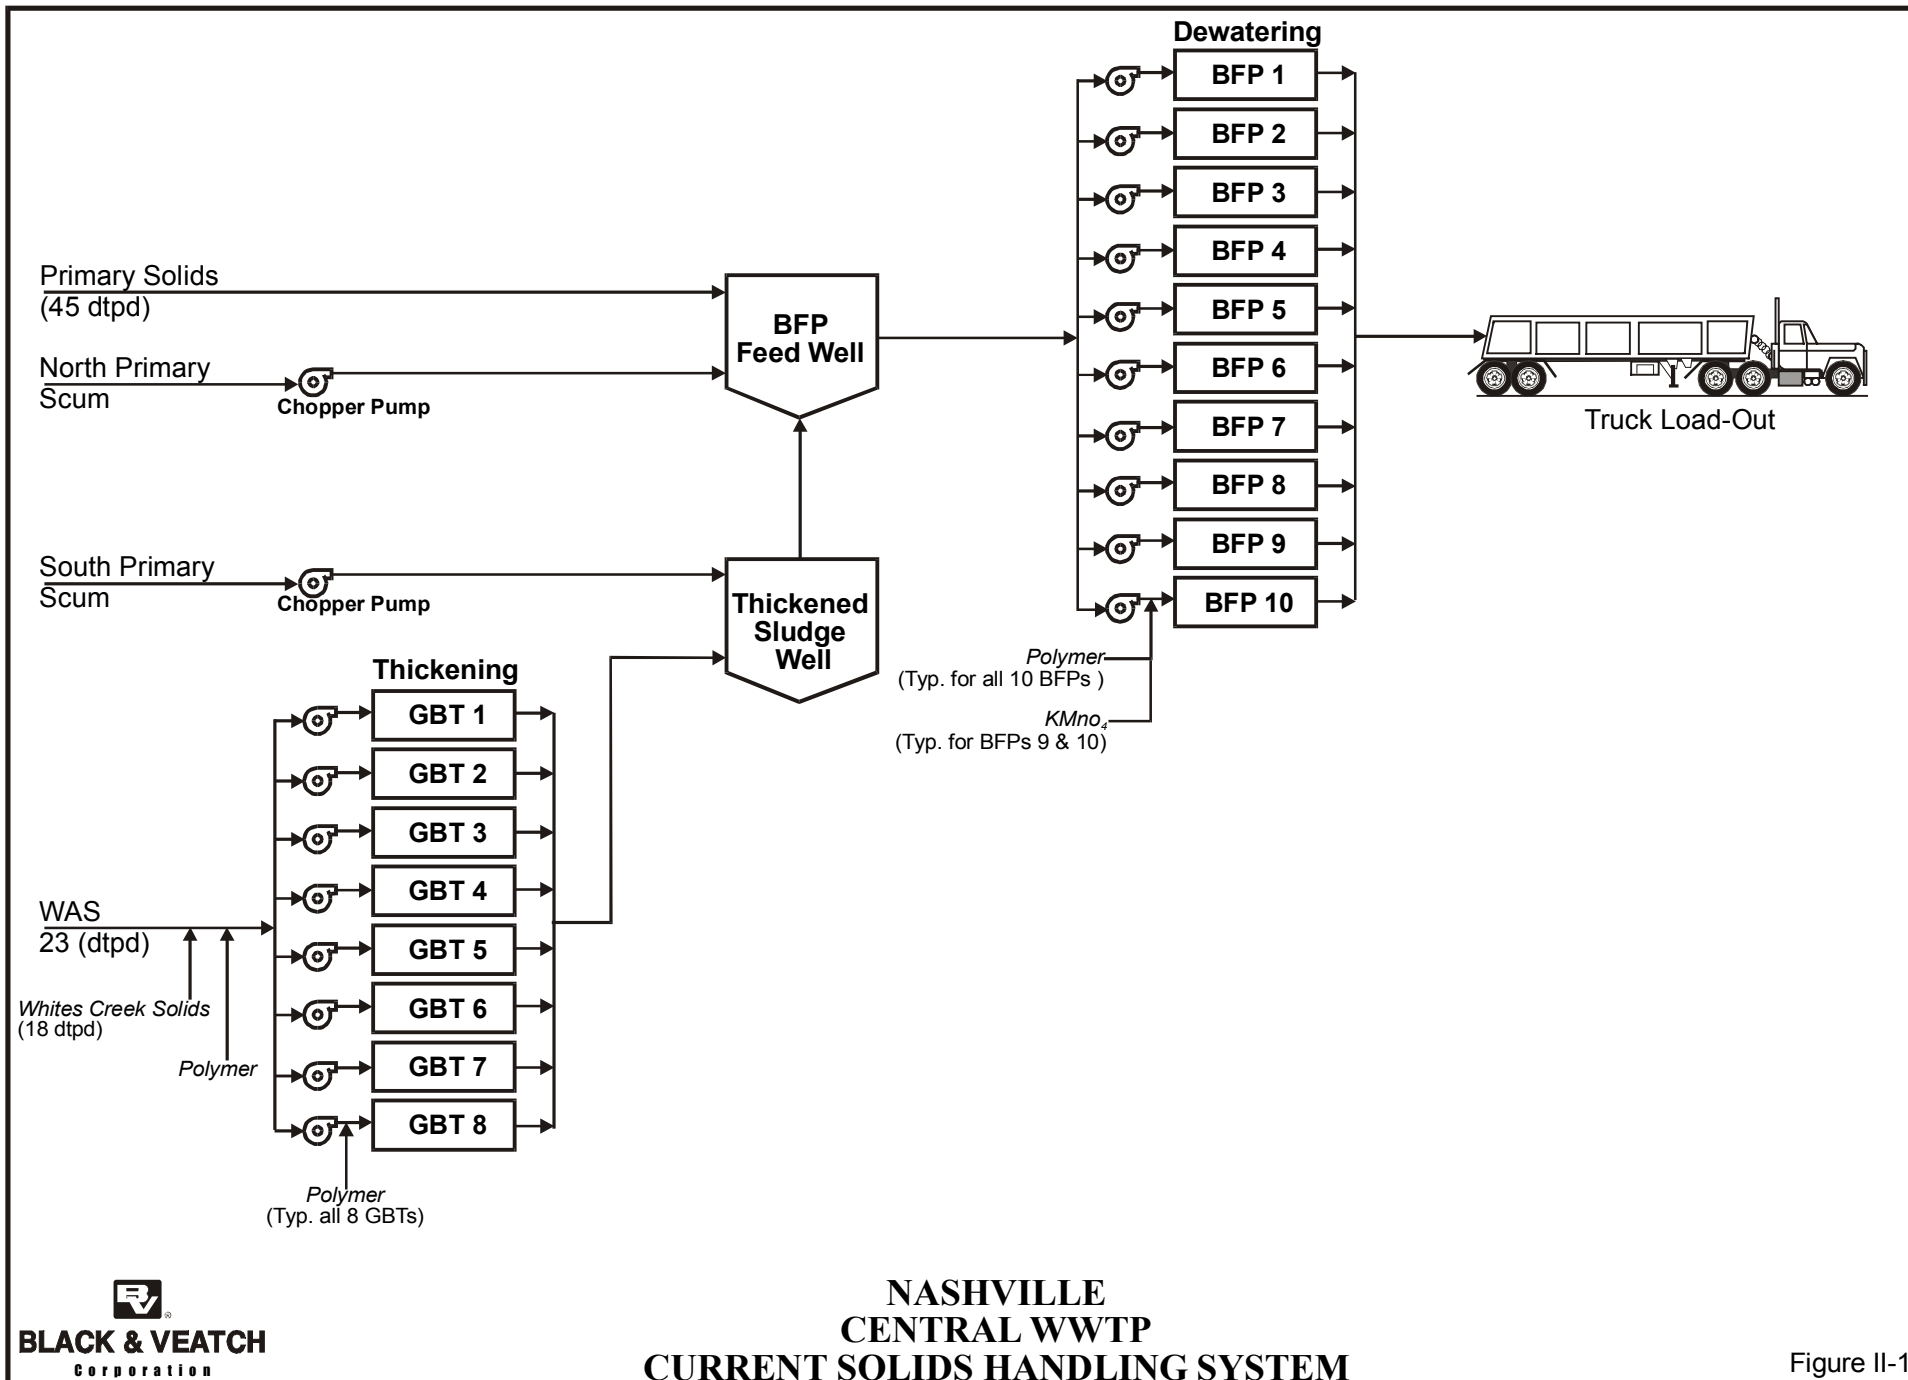 Dewatering
BFP 1
BFP 2
BFP 3
BFP 4
BFP 5
BFP 6
BFP 7
BFP 8
BFP 9
BFP 10
Primary Solids
(45 dtpd)
North Primary
Scum
Chopper Pump
BFP
Feed Well
Truck Load-Out
South Primary
Scum
Chopper Pump
Thickened
Sludge
Well
Polymer
(Typ. for all 10 BFPs )
KMno₄
(Typ. for BFPs 9 & 10)
Thickening
GBT 1
GBT 2
GBT 3
GBT 4
GBT 5
GBT 6
GBT 7
GBT 8
WAS
23 (dtpd)
Whites Creek Solids
(18 dtpd)
Polymer
Polymer
(Typ. all 8 GBTs)
BV ®
BLACK & VEATCH
Corporation
NASHVILLE
CENTRAL WWTP
CURRENT SOLIDS HANDLING SYSTEM
Figure II-1